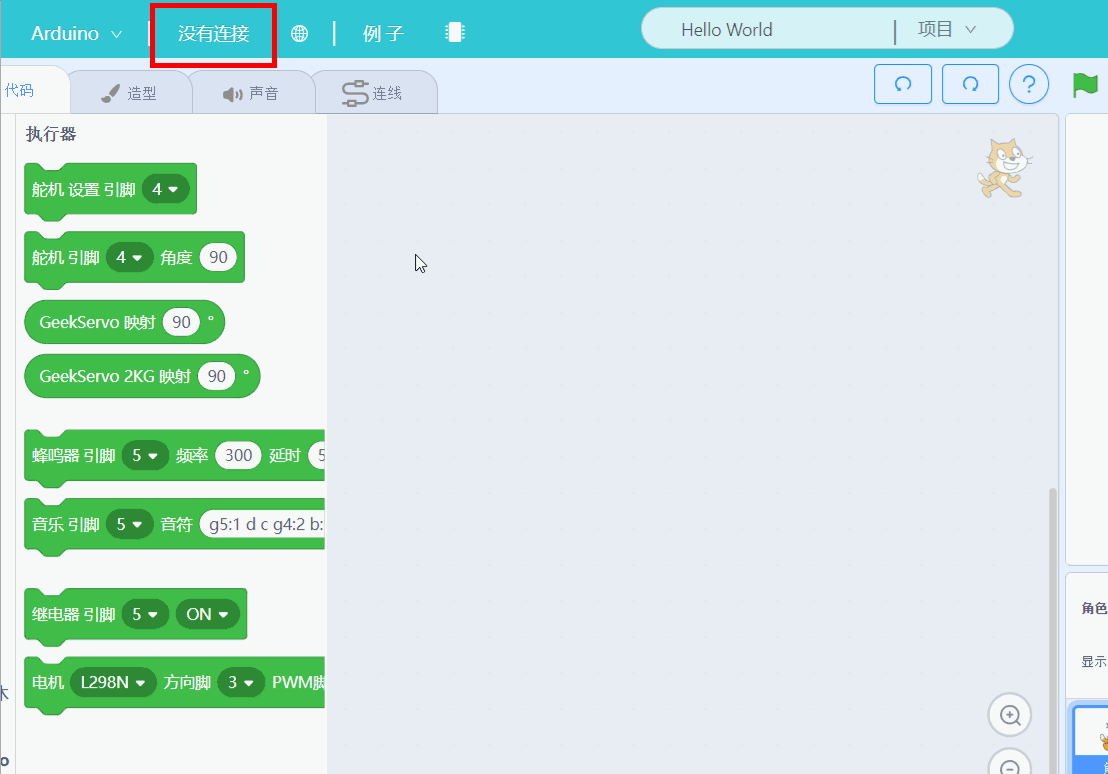 Arduino 没有连接 例子 Hello World 项目
代码 造型 声音 连线 ?
执行器
舵机 设置 引脚 4
舵机 引脚 4 角度 90
GeekServo 映射 90 °
GeekServo 2KG 映射 90 °
蜂鸣器 引脚 5 频率 300 延时 5
音乐 引脚 5 音符 g5:1 d c g4:2 b:
继电器 引脚 5 ON
电机 L298N 方向脚 3 PWM脚
角色
显示